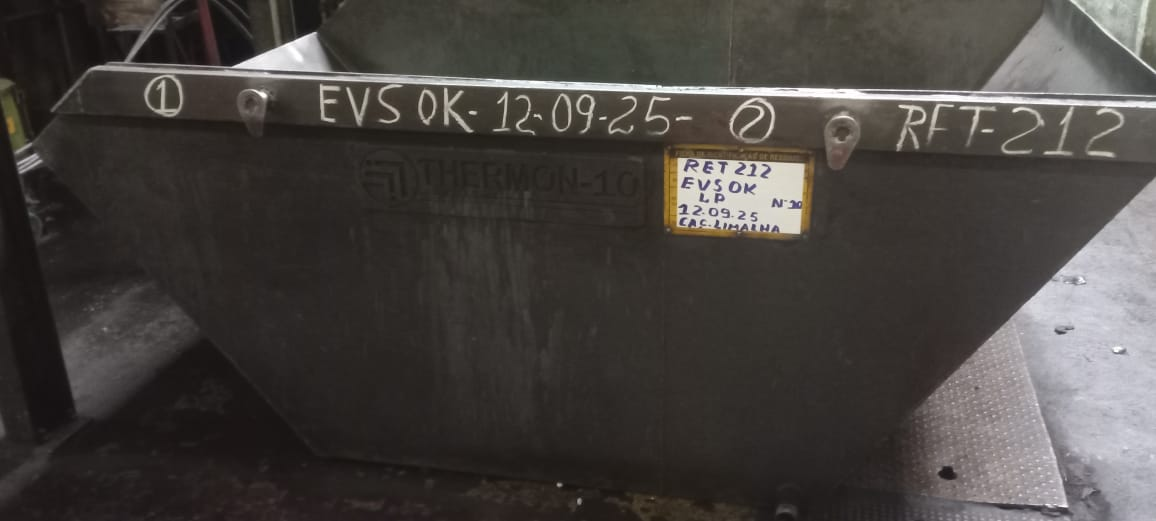 ① EVS OK- 12-09-25- ② RET-212
THERMON-10
RET 212
EVS OK
LP
12.09.25
CAC.LIMALHA